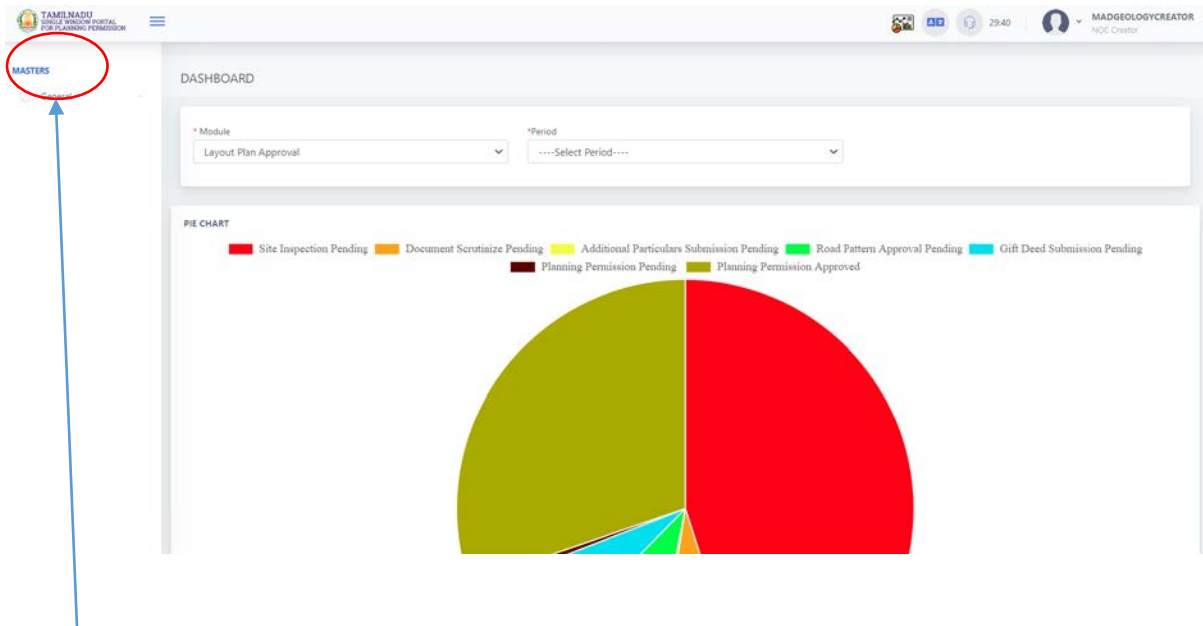 TAMILNADU
SINGLE WINDOW PORTAL
FOR PLANNING PERMISSION
29:40
MADGEOLOGYCREATOR
NOC Creator
MASTERS
General
DASHBOARD
* Module
*Period
Layout Plan Approval
----Select Period----
PIE CHART
Site Inspection Pending Document Scrutinize Pending Additional Particulars Submission Pending Road Pattern Approval Pending Gift Deed Submission Pending
Planning Permission Pending Planning Permission Approved